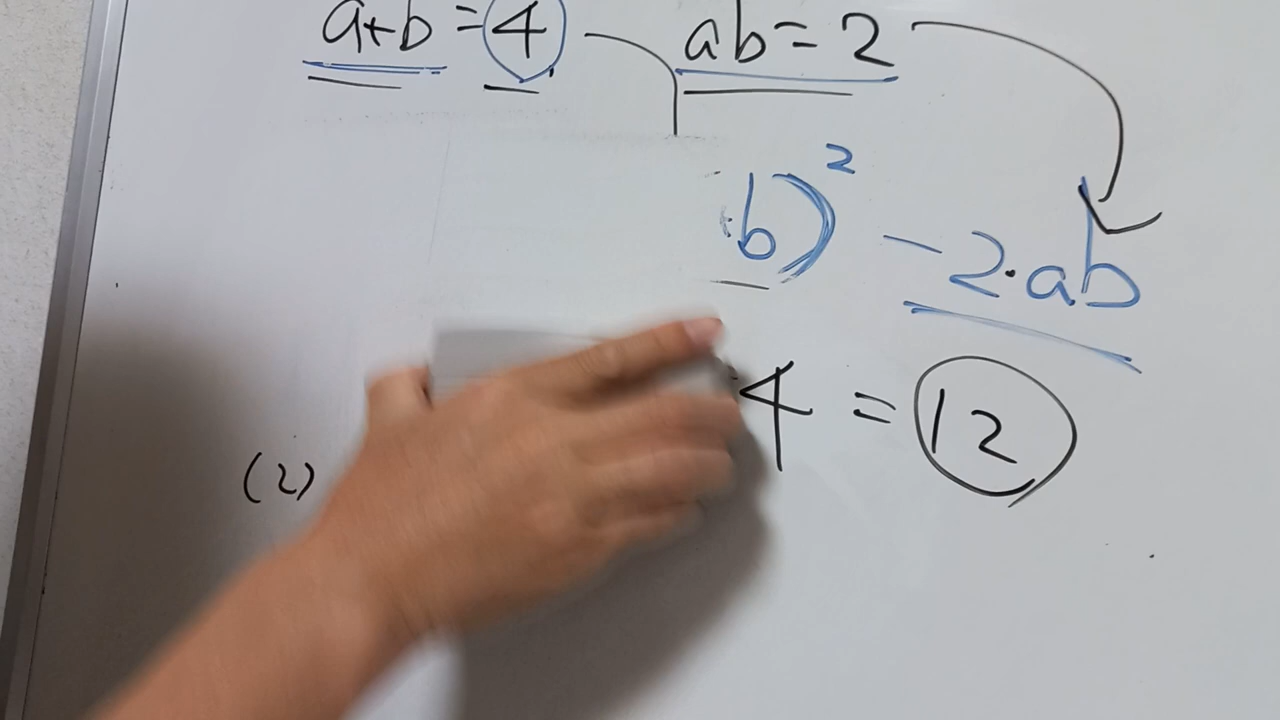 a+b=4 ab=2
b)² -2·ab
4 = 12
(2)